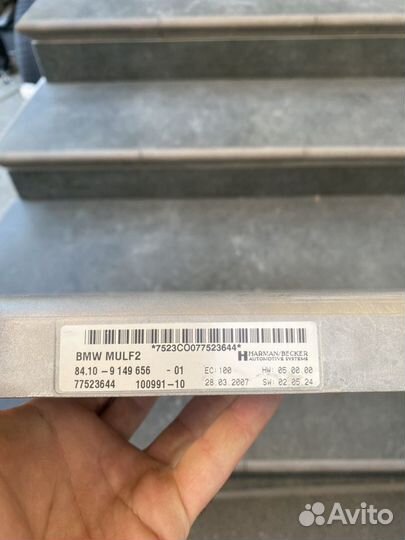 *7523CO077523644*
BMW MULF2
HARMAN/BECKER
AUTOMOTIVE SYSTEMS
84.10 – 9 149 656 - 01 EC:100 HW: 05.00.00
77523644 100991-10 28.03.2007 SW: 02.05.24
Avito